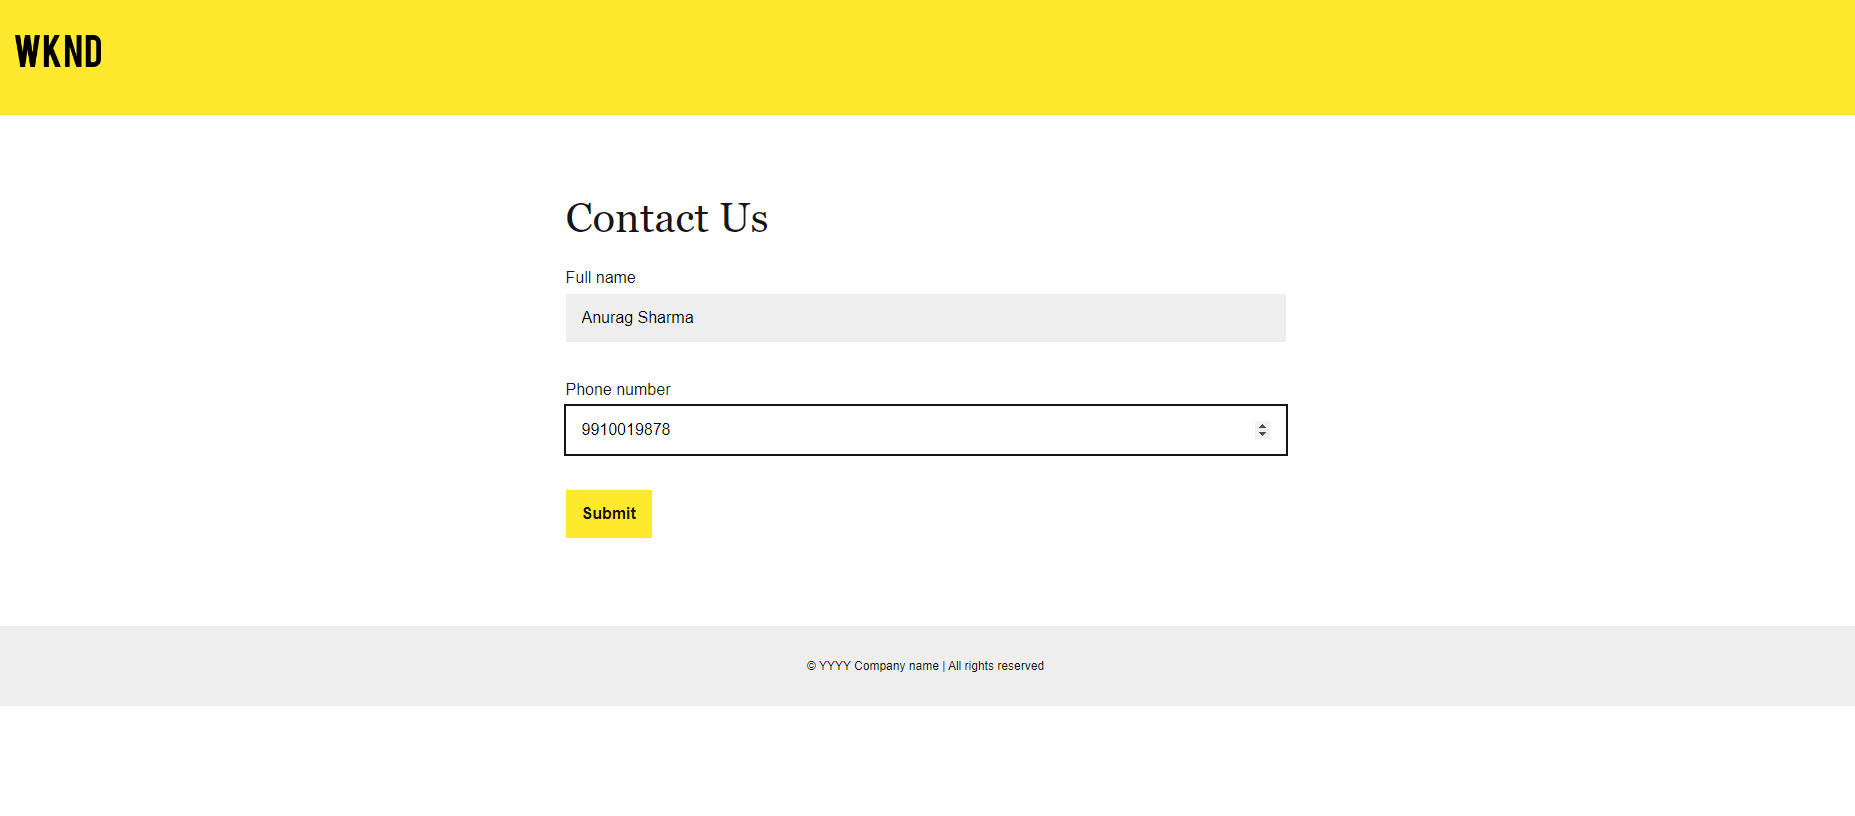 WKND
Contact Us
Full name
Anurag Sharma
Phone number
9910019878
Submit
© YYYY Company name | All rights reserved